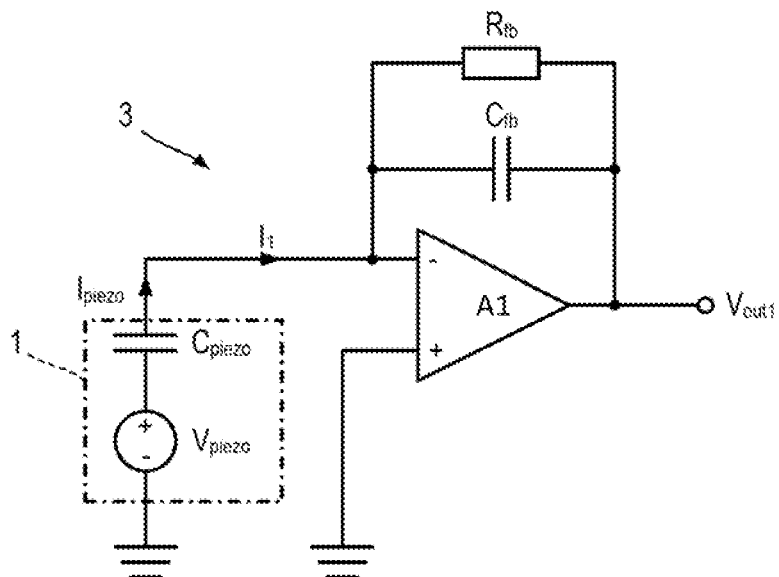 Rfb
3
Cfb
I1
-
Ipiezo
A1
Vout1
1
Cpiezo
+
+
Vpiezo
-